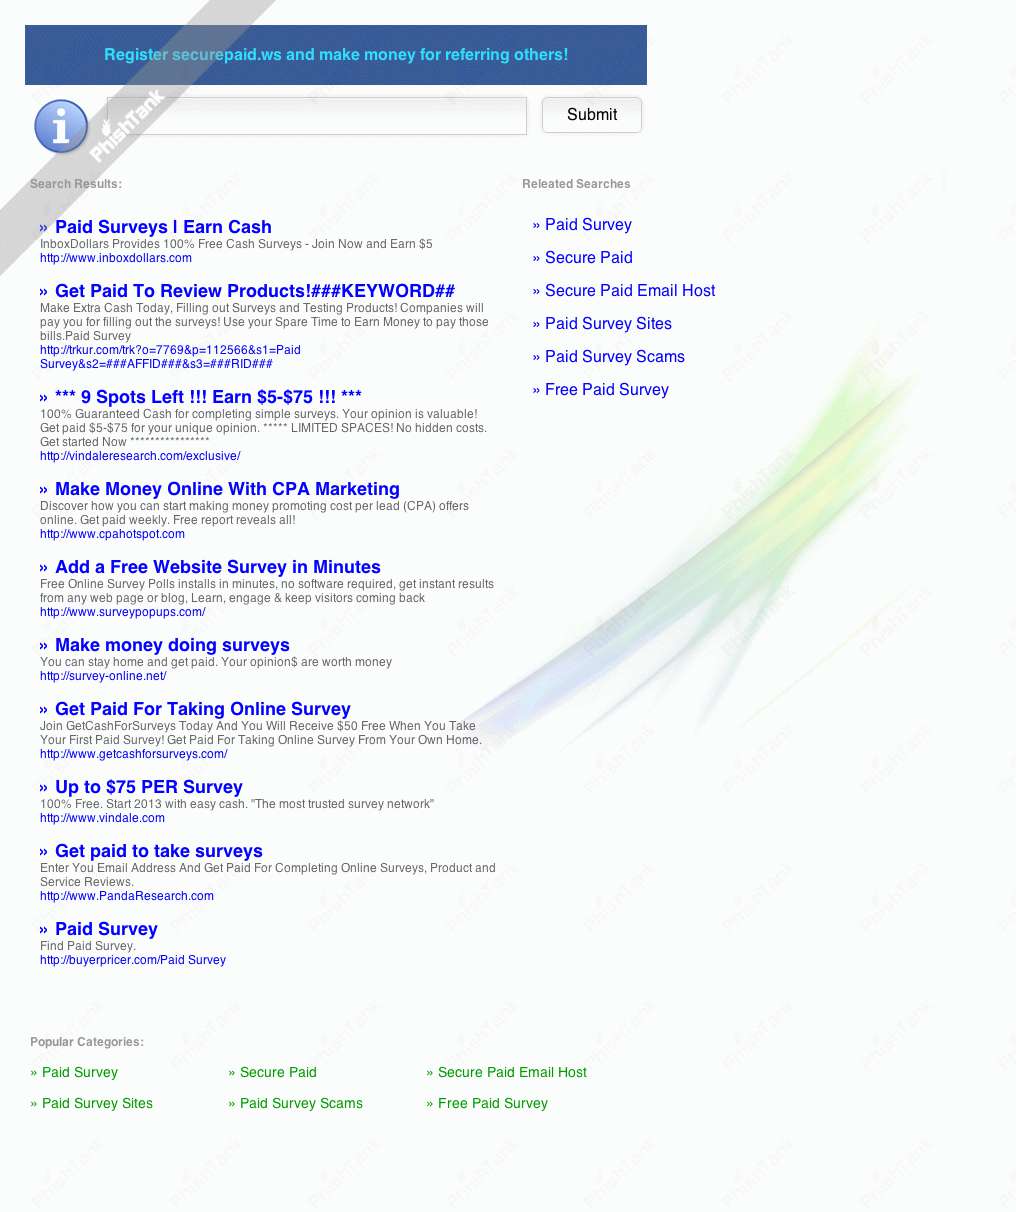 Register securepaid.ws and make money for referring others!
Submit
PhishTank
Search Results:
» Paid Surveys | Earn Cash
InboxDollars Provides 100% Free Cash Surveys - Join Now and Earn $5
http://www.inboxdollars.com
» Get Paid To Review Products!###KEYWORD##
Make Extra Cash Today, Filling out Surveys and Testing Products! Companies will
pay you for filling out the surveys! Use your Spare Time to Earn Money to pay those
bills.Paid Survey
http://trkur.com/trk?o=7769&p=112566&s1=Paid
Survey&s2=###AFFID###&s3=###RID###
» *** 9 Spots Left !!! Earn $5-$75 !!! ***
100% Guaranteed Cash for completing simple surveys. Your opinion is valuable!
Get paid $5-$75 for your unique opinion. ***** LIMITED SPACES! No hidden costs.
Get started Now ****************
http://vindaleresearch.com/exclusive/
» Make Money Online With CPA Marketing
Discover how you can start making money promoting cost per lead (CPA) offers
online. Get paid weekly. Free report reveals all!
http://www.cpahotspot.com
» Add a Free Website Survey in Minutes
Free Online Survey Polls installs in minutes, no software required, get instant results
from any web page or blog, Learn, engage & keep visitors coming back
http://www.surveypopups.com/
» Make money doing surveys
You can stay home and get paid. Your opinion$ are worth money
http://survey-online.net/
» Get Paid For Taking Online Survey
Join GetCashForSurveys Today And You Will Receive $50 Free When You Take
Your First Paid Survey! Get Paid For Taking Online Survey From Your Own Home.
http://www.getcashforsurveys.com/
» Up to $75 PER Survey
100% Free. Start 2013 with easy cash. "The most trusted survey network"
http://www.vindale.com
» Get paid to take surveys
Enter You Email Address And Get Paid For Completing Online Surveys, Product and
Service Reviews.
http://www.PandaResearch.com
» Paid Survey
Find Paid Survey.
http://buyerpricer.com/Paid Survey
Releated Searches
» Paid Survey
» Secure Paid
» Secure Paid Email Host
» Paid Survey Sites
» Paid Survey Scams
» Free Paid Survey
Popular Categories:
» Paid Survey
» Secure Paid
» Secure Paid Email Host
» Paid Survey Sites
» Paid Survey Scams
» Free Paid Survey